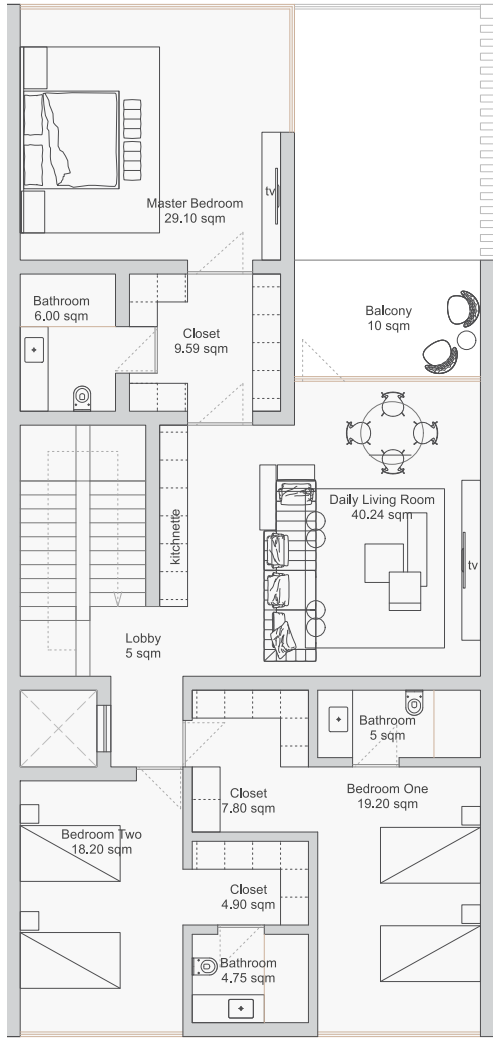 tv
Master Bedroom
29.10 sqm
Bathroom
6.00 sqm
Closet
9.59 sqm
Balcony
10 sqm
Daily Living Room
40.24 sqm
kitchnette
tv
Lobby
5 sqm
Bathroom
5 sqm
Closet
7.80 sqm
Bedroom One
19.20 sqm
Bedroom Two
18.20 sqm
Closet
4.90 sqm
Bathroom
4.75 sqm